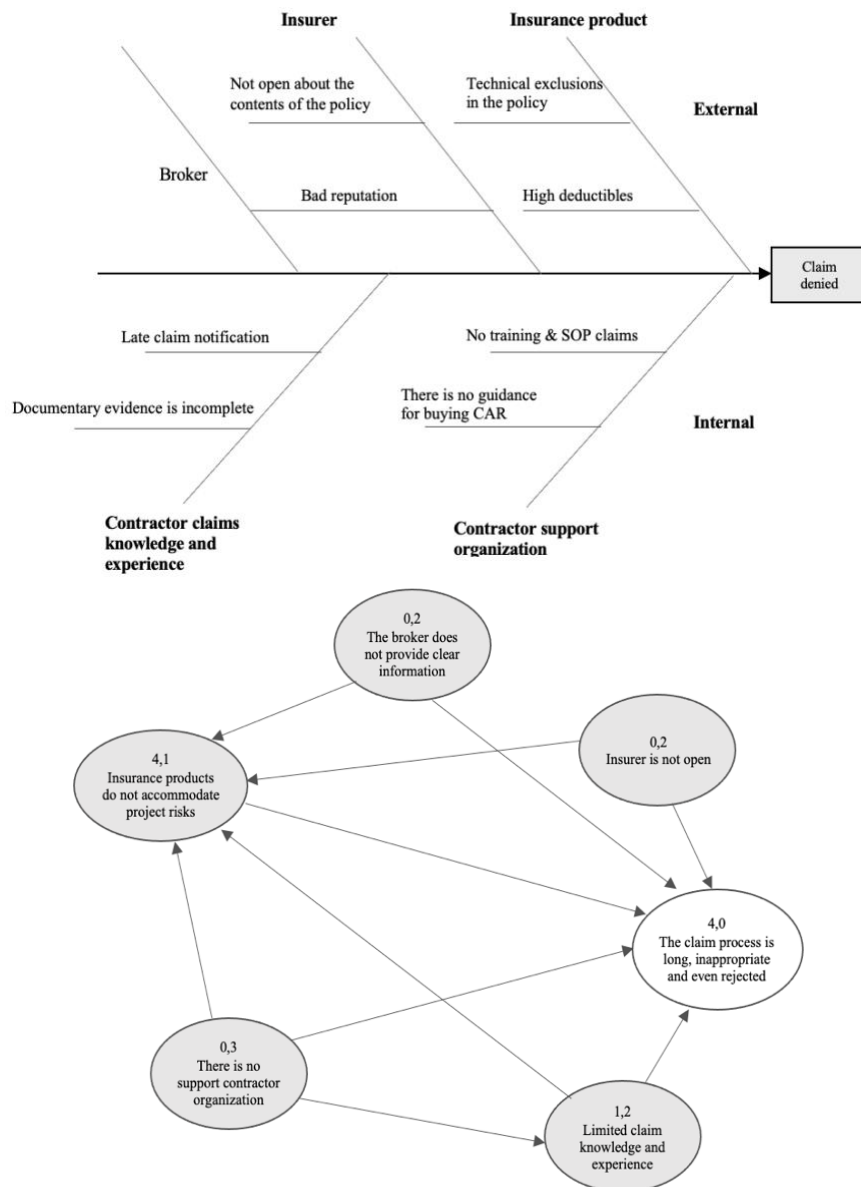 Insurer
Insurance product
Not open about the
contents of the policy
Technical exclusions
in the policy
External
Broker
Bad reputation
High deductibles
Claim
denied
Late claim notification
No training & SOP claims
Documentary evidence is incomplete
There is no guidance
for buying CAR
Internal
Contractor claims
knowledge and
experience
Contractor support
organization
0,2
The broker does
not provide clear
information
0,2
Insurer is not open
4,1
Insurance products
do not accommodate
project risks
4,0
The claim process is
long, inappropriate
and even rejected
0,3
There is no
support contractor
organization
1,2
Limited claim
knowledge and
experience